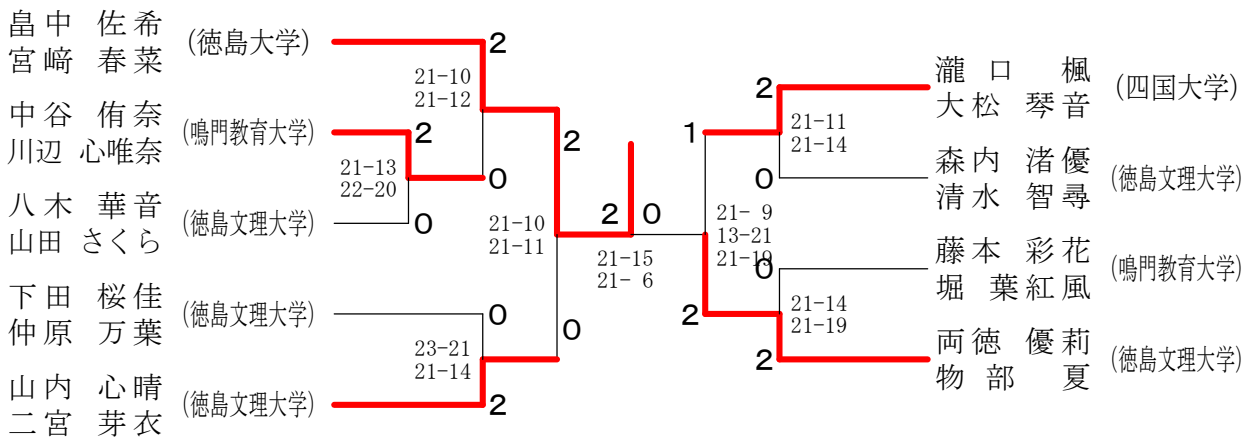 畠中 佐希
宮﨑 春菜
(徳島大学)
2
21-10
21-12
中谷 侑奈
川辺 心唯奈
(鳴門教育大学)
2
21-13
22-20
0
八木 華音
山田 さくら
(徳島文理大学)
0
2
21-10
21-11
下田 桜佳
仲原 万葉
(徳島文理大学)
0
23-21
21-14
0
山内 心晴
二宮 芽衣
(徳島文理大学)
2
2
0
21-15
21- 6
1
21- 9
13-21
21-19
2
2
21-11
21-14
0
瀧口 楓
大松 琴音
(四国大学)
森内 渚優
清水 智尋
(徳島文理大学)
0
21-14
21-19
2
藤本 彩花
堀 葉紅風
(鳴門教育大学)
両徳 優莉
物部 夏
(徳島文理大学)